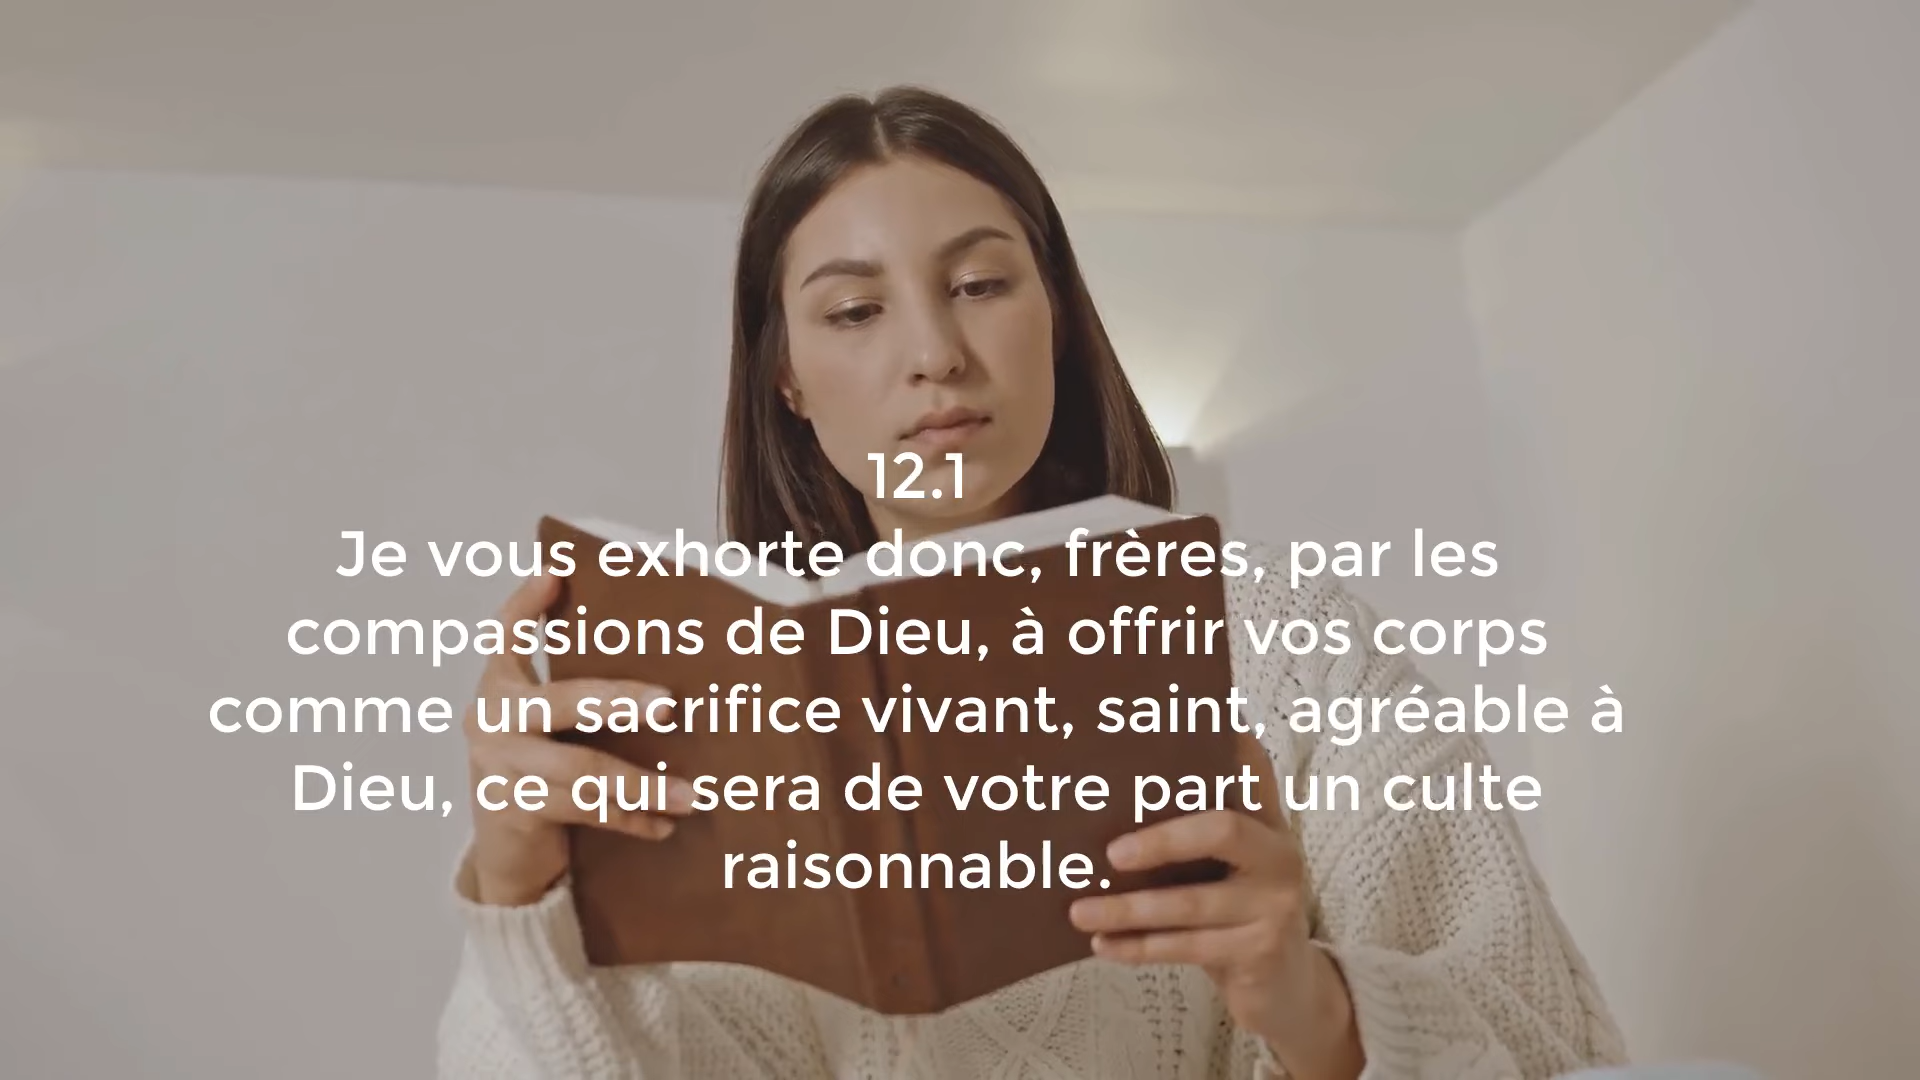 12.1
Je vous exhorte donc, frères, par les
compassions de Dieu, à offrir vos corps
comme un sacrifice vivant, saint, agréable à
Dieu, ce qui sera de votre part un culte
raisonnable.